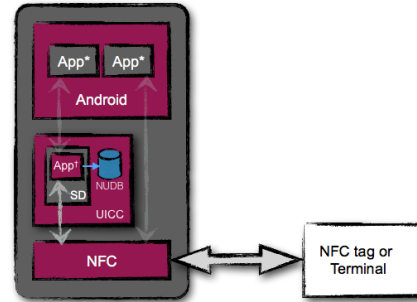 App* App*
Android
App†
NUDB
SD
UICC
NFC
NFC tag or
Terminal